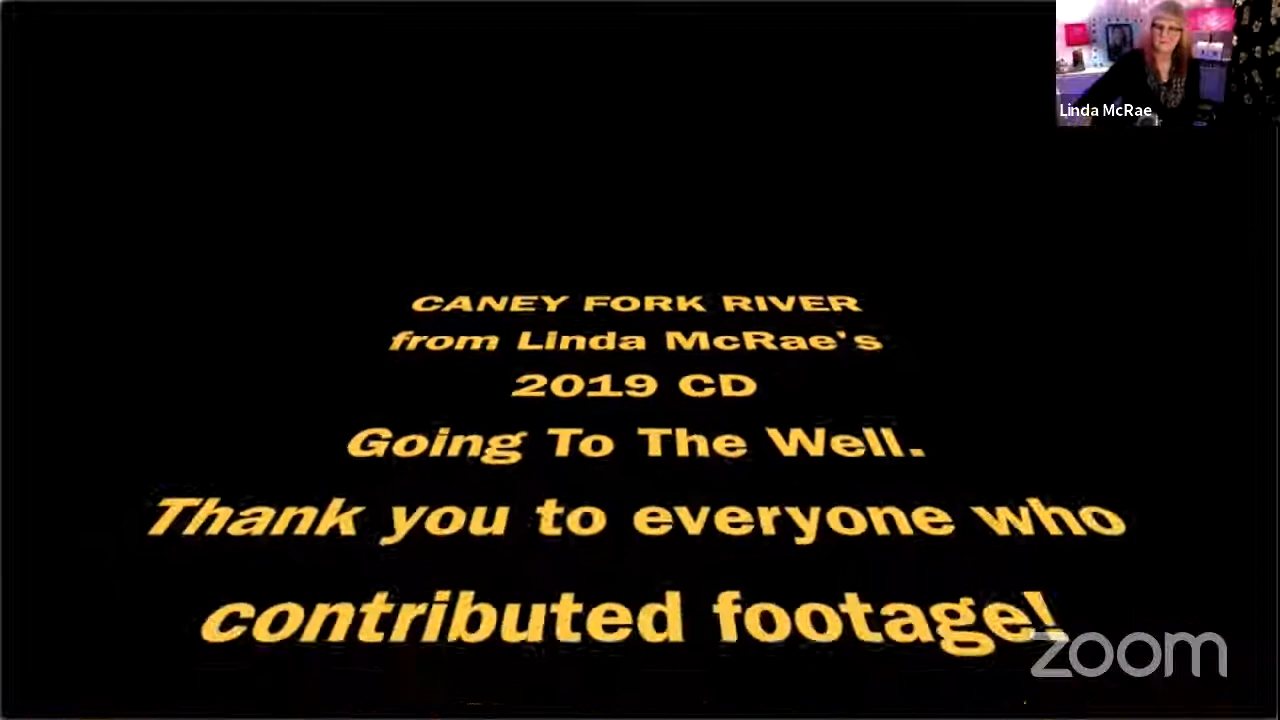 Linda McRae
CANEY FORK RIVER
from Linda McRae's
2019 CD
Going To The Well.
Thank you to everyone who
contributed footage!
zoom